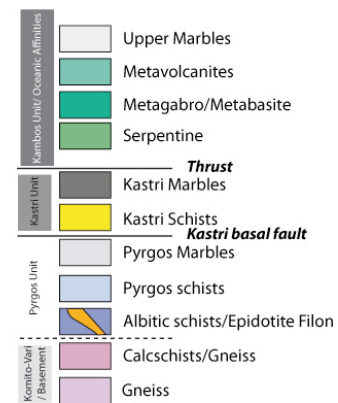 Kambos Unit/ Oceanic Affinities
Upper Marbles
Metavolcanites
Metagabro/Metabasite
Serpentine
Thrust
Kastri Unit
Kastri Marbles
Kastri Schists
Kastri basal fault
Pyrgos Unit
Pyrgos Marbles
Pyrgos schists
Albitic schists/Epidotite Filon
Komito-Vari
/ Basement
Calcschists/Gneiss
Gneiss